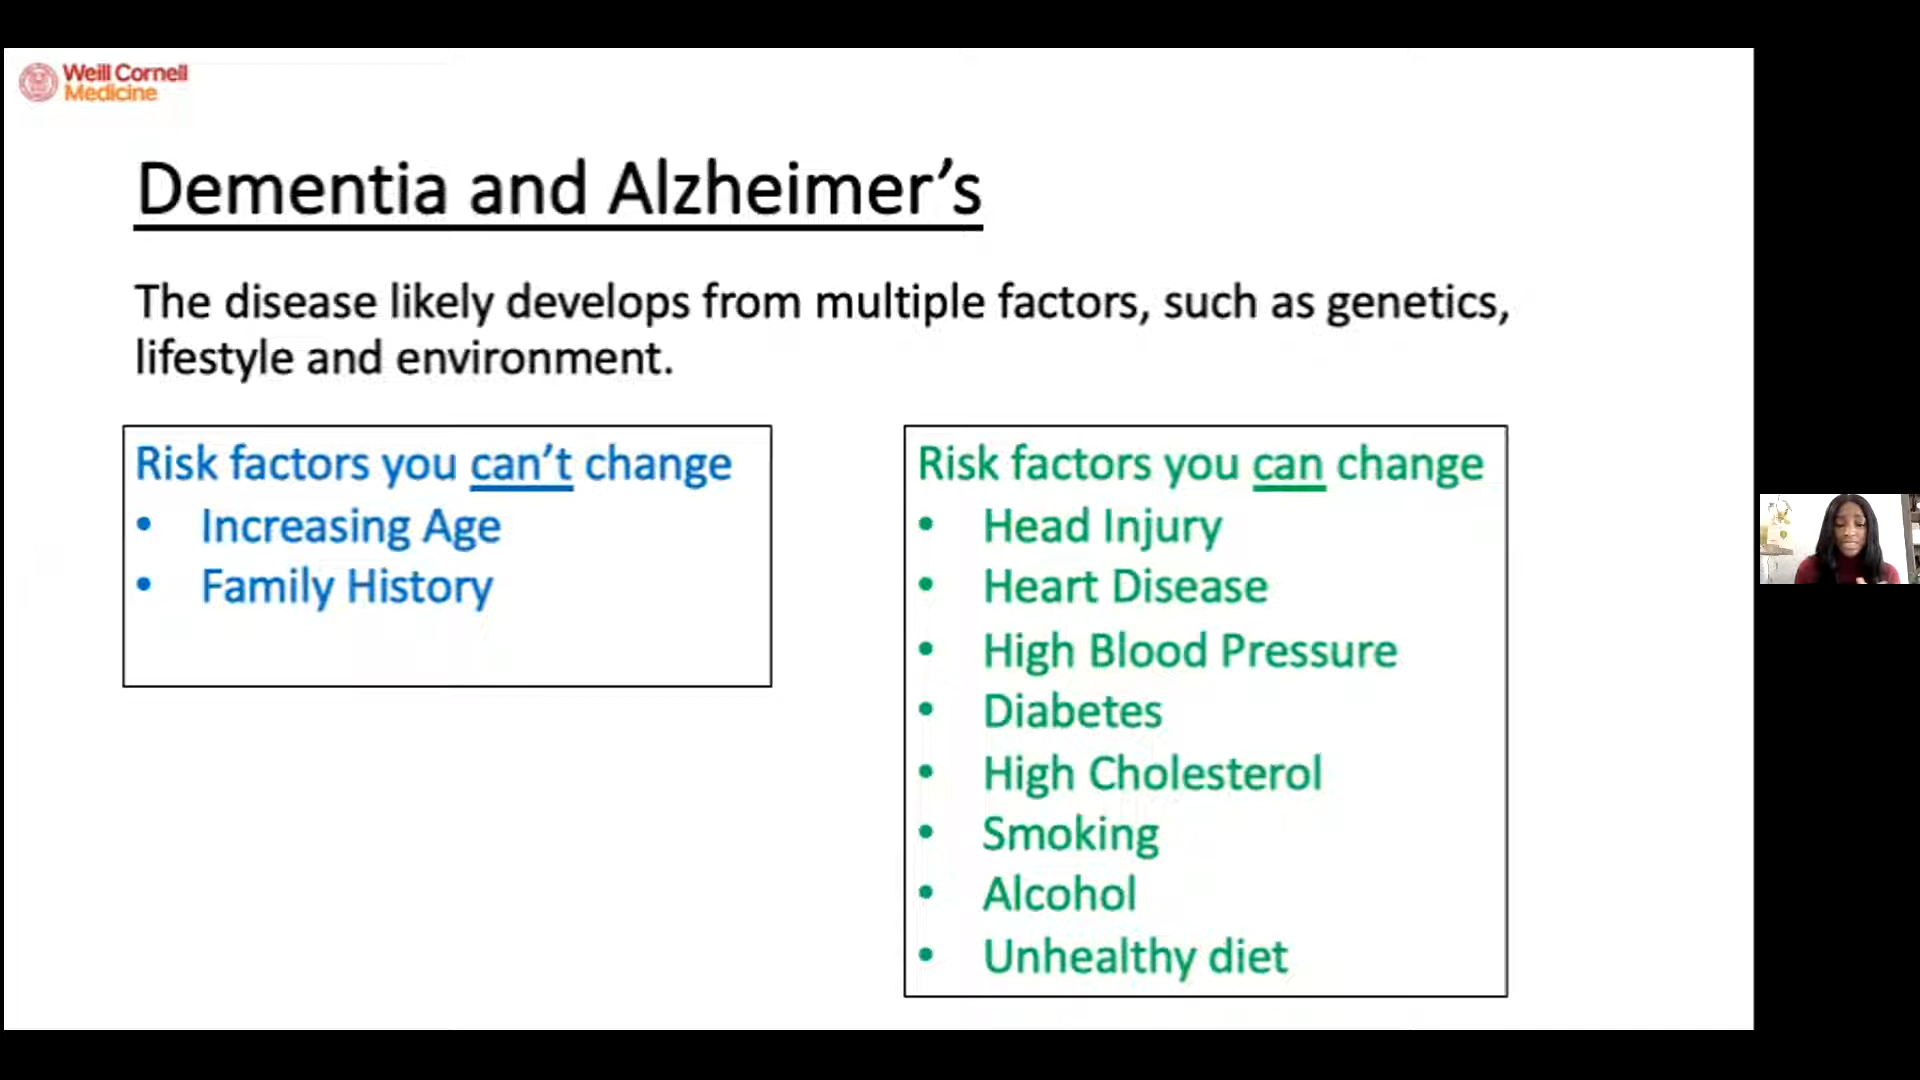 Weill Cornell
Medicine
Dementia and Alzheimer’s
The disease likely develops from multiple factors, such as genetics,
lifestyle and environment.
Risk factors you can’t change
• Increasing Age
• Family History
Risk factors you can change
• Head Injury
• Heart Disease
• High Blood Pressure
• Diabetes
• High Cholesterol
• Smoking
• Alcohol
• Unhealthy diet